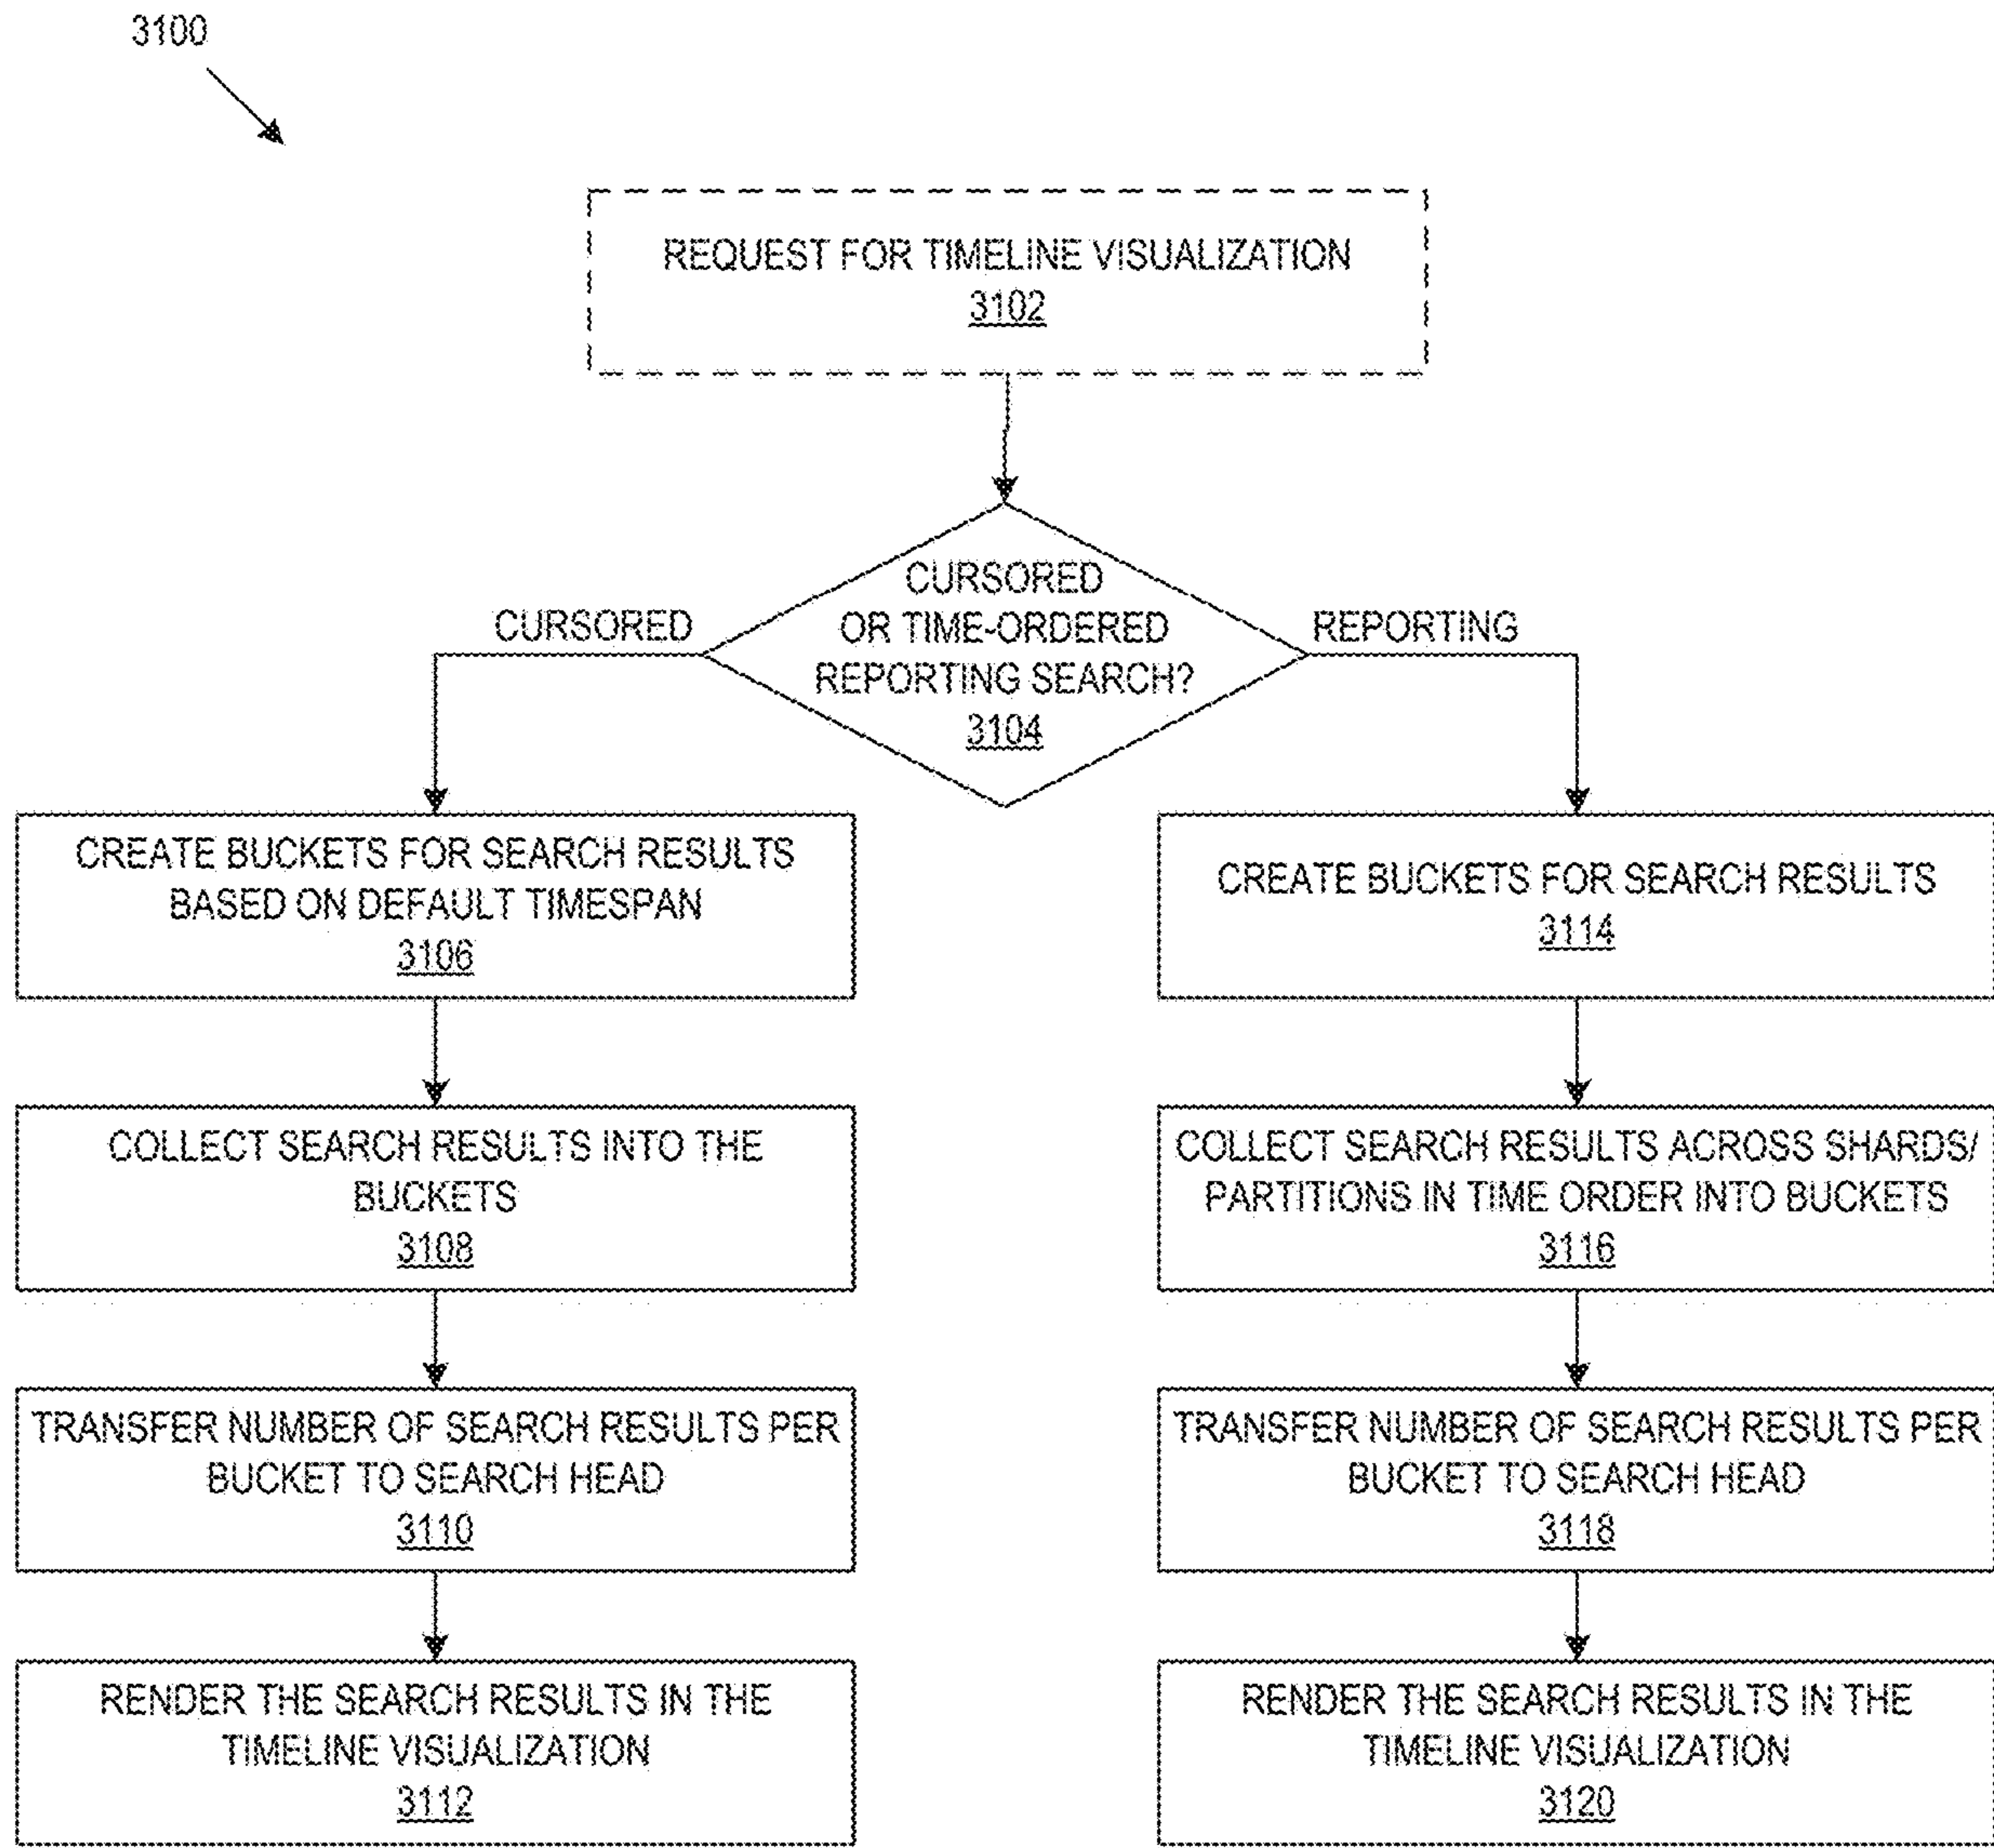 3100
REQUEST FOR TIMELINE VISUALIZATION
3102
CURSORED
OR TIME-ORDERED
REPORTING SEARCH?
3104
CURSORED
REPORTING
CREATE BUCKETS FOR SEARCH RESULTS
BASED ON DEFAULT TIMESPAN
3106
COLLECT SEARCH RESULTS INTO THE
BUCKETS
3108
TRANSFER NUMBER OF SEARCH RESULTS PER
BUCKET TO SEARCH HEAD
3110
RENDER THE SEARCH RESULTS IN THE
TIMELINE VISUALIZATION
3112
CREATE BUCKETS FOR SEARCH RESULTS
3114
COLLECT SEARCH RESULTS ACROSS SHARDS/
PARTITIONS IN TIME ORDER INTO BUCKETS
3116
TRANSFER NUMBER OF SEARCH RESULTS PER
BUCKET TO SEARCH HEAD
3118
RENDER THE SEARCH RESULTS IN THE
TIMELINE VISUALIZATION
3120